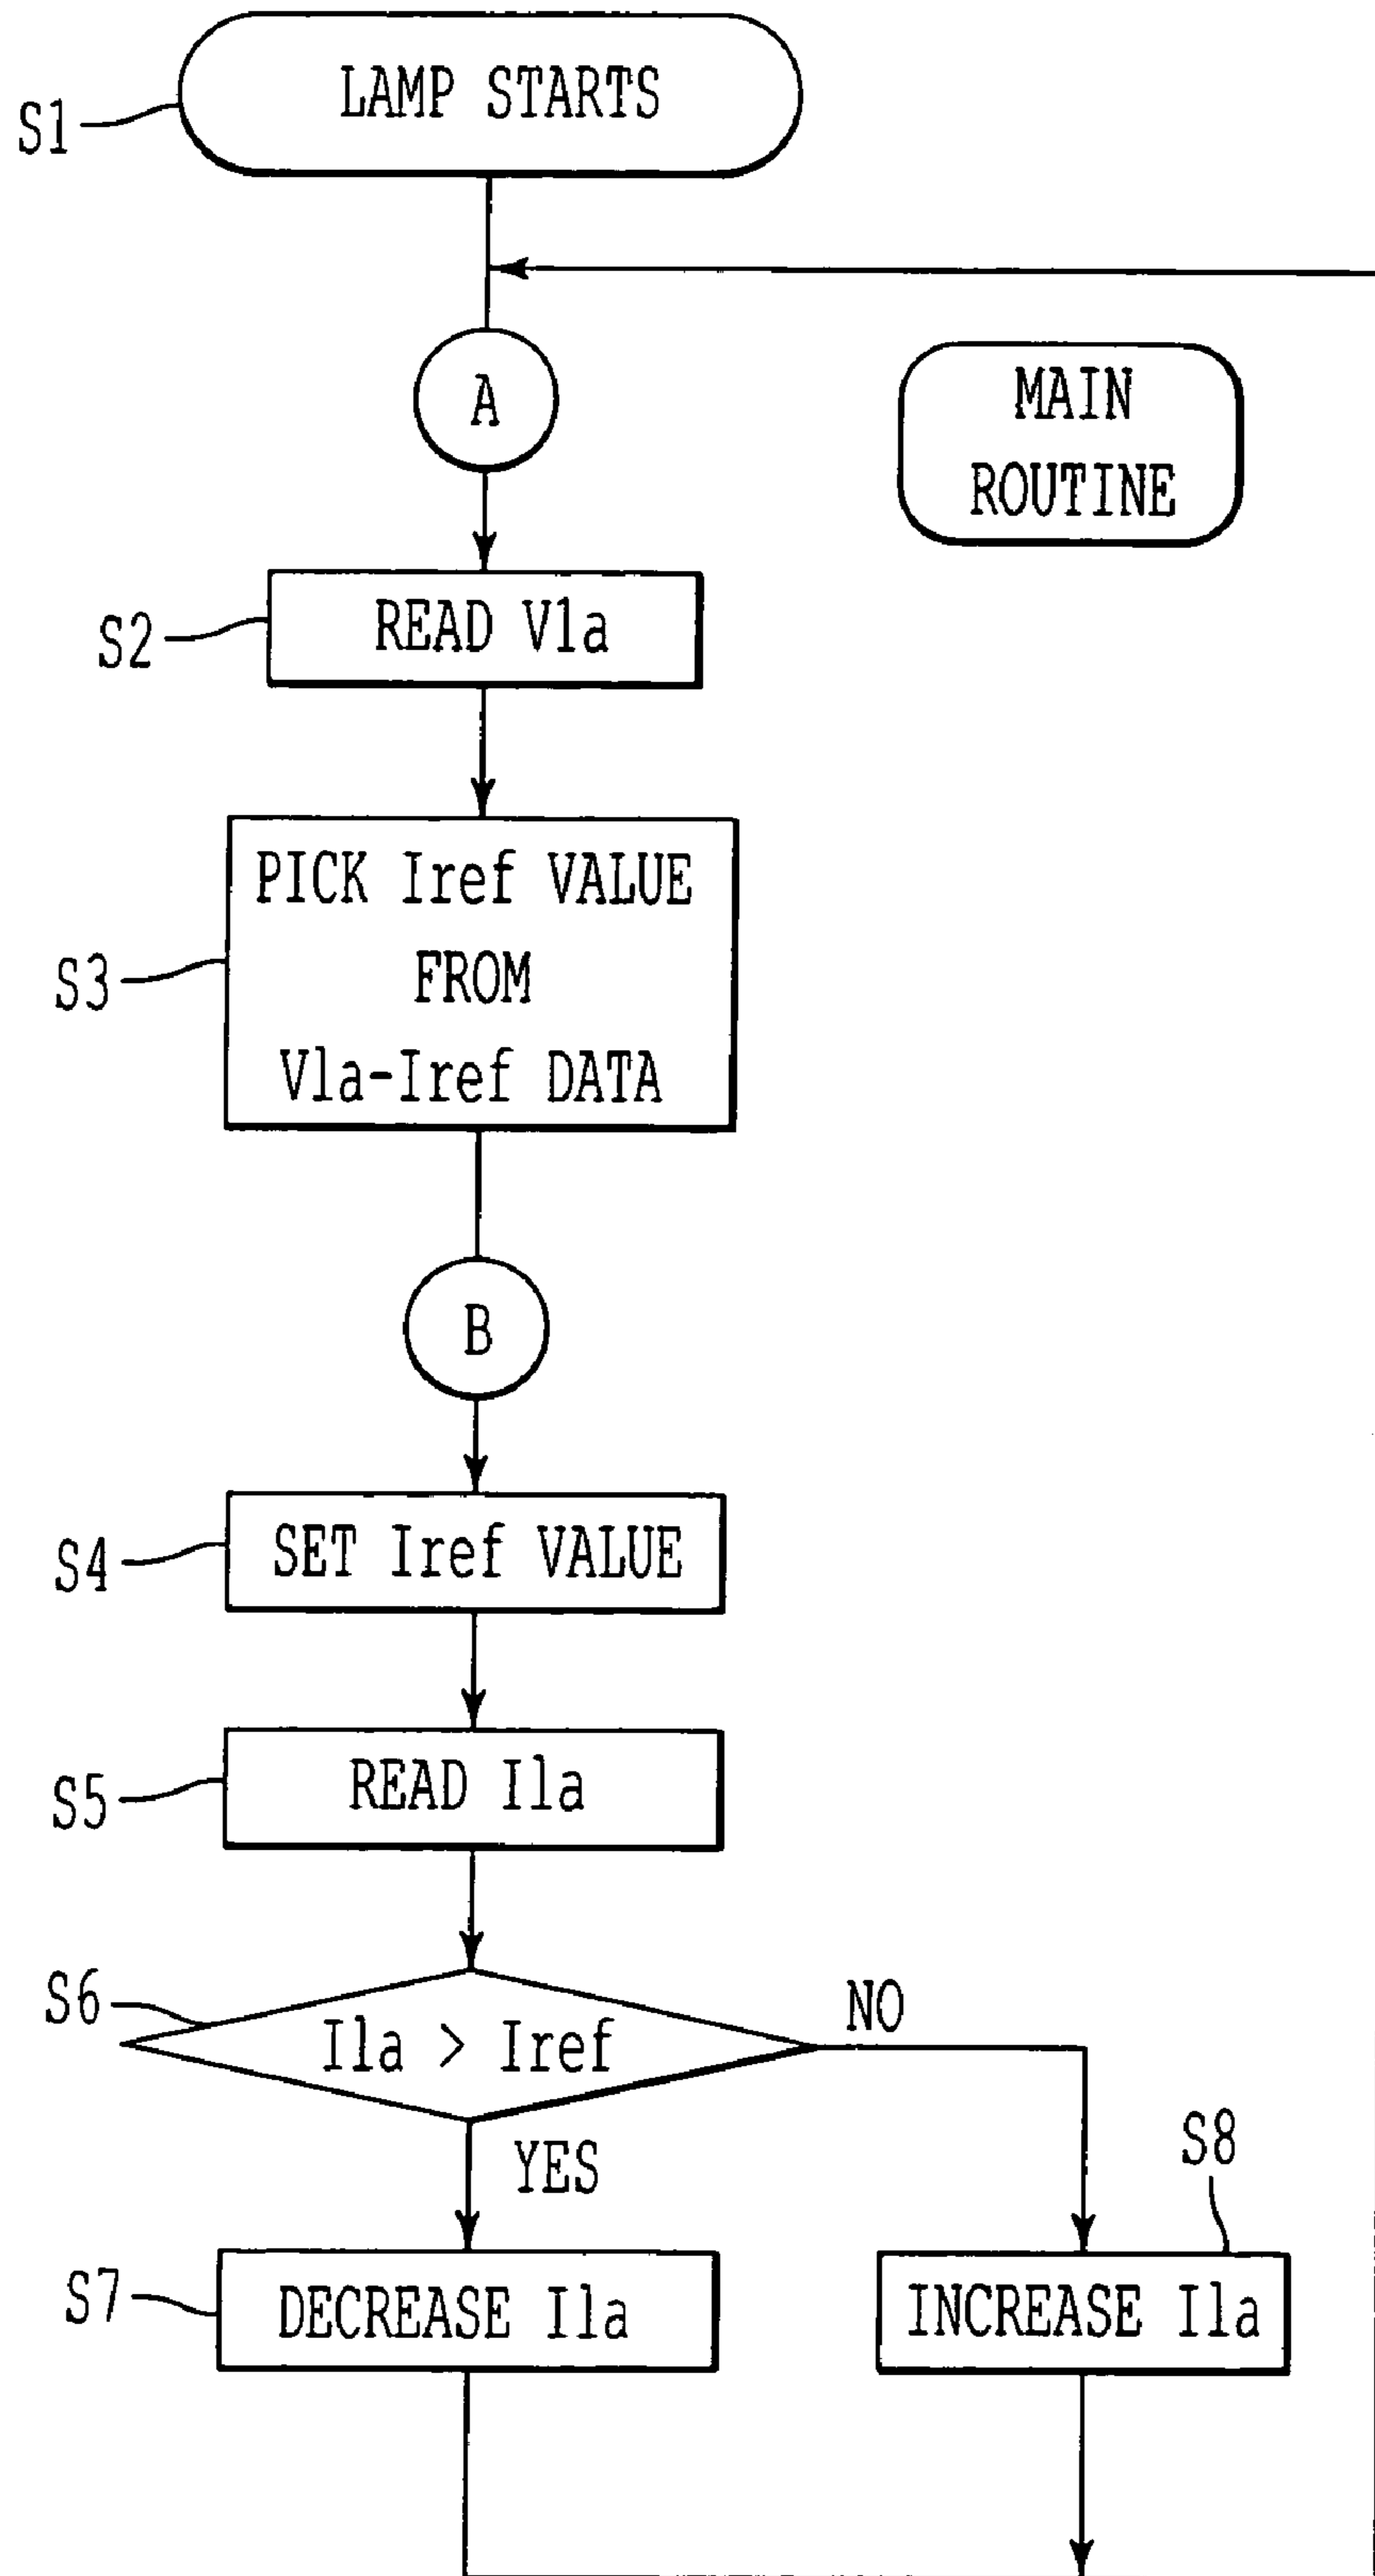 LAMP STARTS
S1
A
MAIN
ROUTINE
READ Vla
S2
PICK Iref VALUE
FROM
Vla-Iref DATA
S3
B
SET Iref VALUE
S4
READ Ila
S5
S6
Ila > Iref
NO
YES
S8
S7
DECREASE Ila
INCREASE Ila